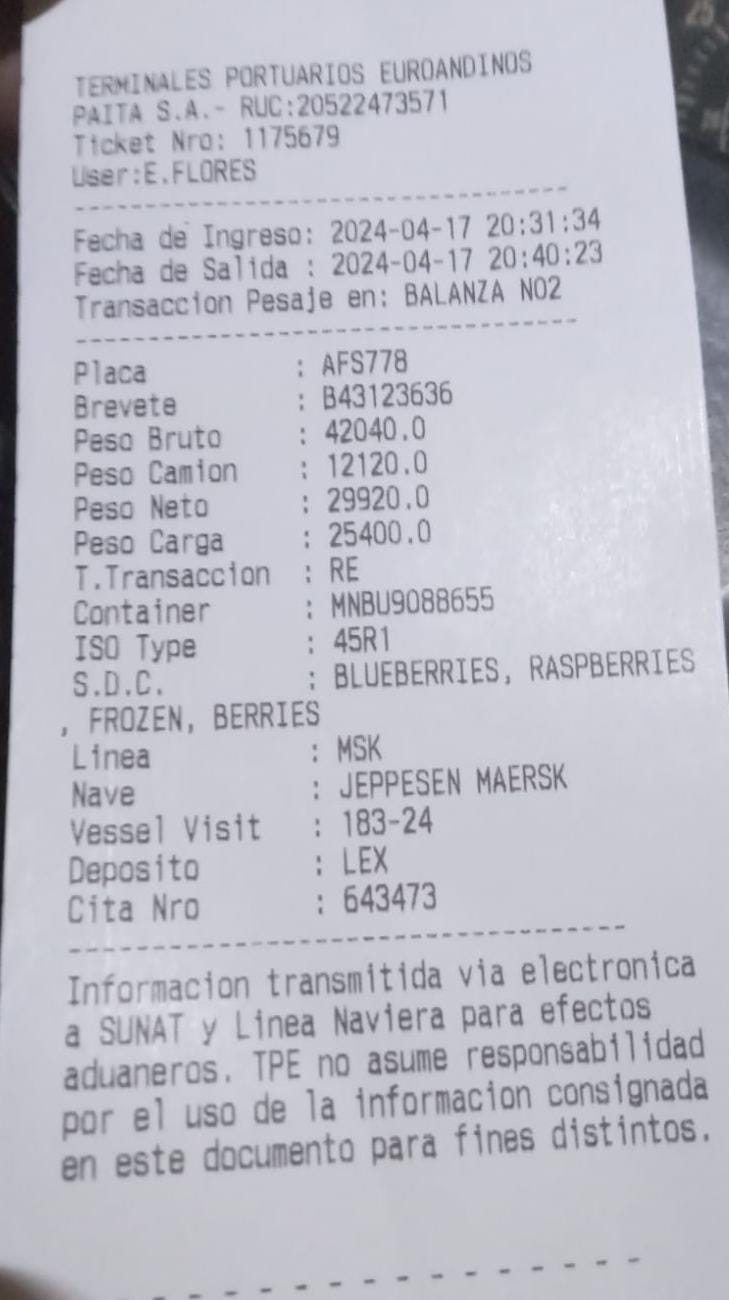 TERMINALES PORTUARIOS EUROANDINOS
PAITA S.A.- RUC:20522473571
Ticket Nro: 1175679
User:E.FLORES
Fecha de Ingreso: 2024-04-17 20:31:34
Fecha de Salida : 2024-04-17 20:40:23
Transaccion Pesaje en: BALANZA NO2
Placa : AFS778
Brevete : B43123636
Peso Bruto : 42040.0
Peso Camion : 12120.0
Peso Neto : 29920.0
Peso Carga : 25400.0
T.Transaccion : RE
Container : MNBU9088655
ISO Type : 45R1
S.D.C. : BLUEBERRIES, RASPBERRIES
, FROZEN, BERRIES
Linea : MSK
Nave : JEPPESEN MAERSK
Vessel Visit : 183-24
Deposito : LEX
Cita Nro : 643473
Informacion transmitida via electronica
a SUNAT y Linea Naviera para efectos
aduaneros. TPE no asume responsabilidad
por el uso de la informacion consignada
en este documento para fines distintos.